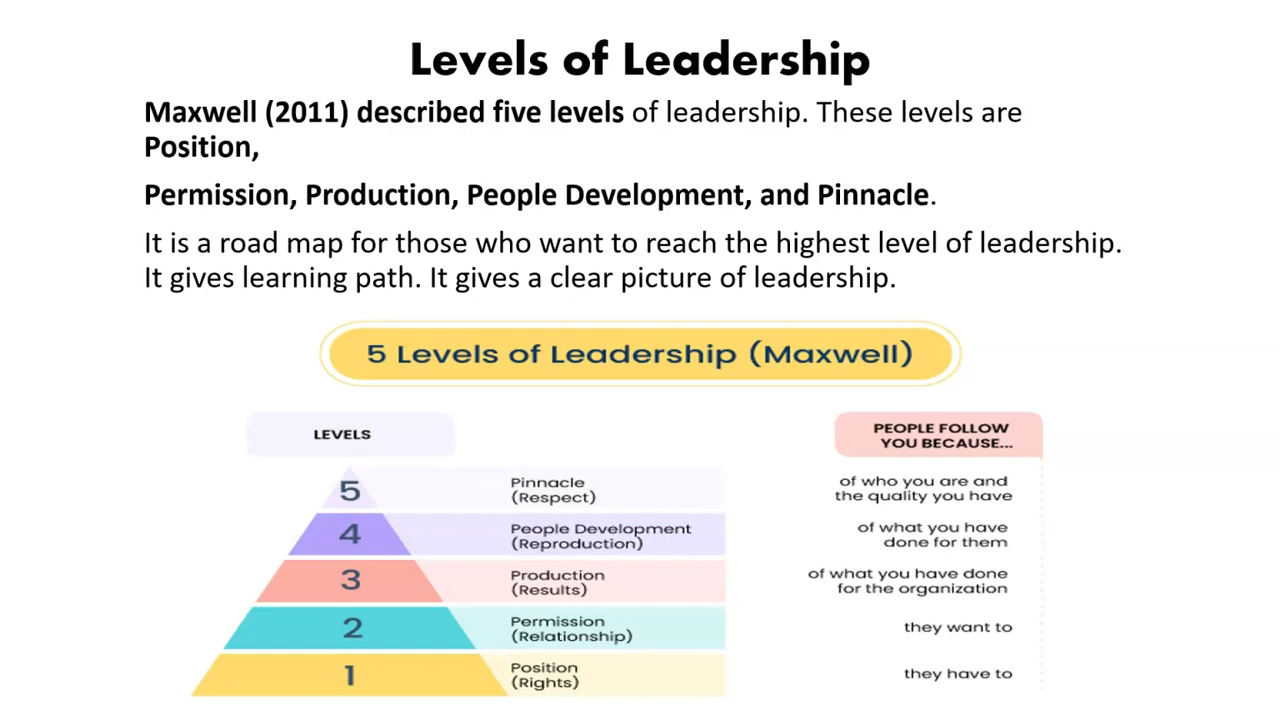 Levels of Leadership
Maxwell (2011) described five levels of leadership. These levels are
Position,
Permission, Production, People Development, and Pinnacle.
It is a road map for those who want to reach the highest level of leadership.
It gives learning path. It gives a clear picture of leadership.
5 Levels of Leadership (Maxwell)
LEVELS
PEOPLE FOLLOW
YOU BECAUSE...
5
Pinnacle
(Respect)
of who you are and
the quality you have
4
People Development
(Reproduction)
of what you have
done for them
3
Production
(Results)
of what you have done
for the organization
2
Permission
(Relationship)
they want to
1
Position
(Rights)
they have to